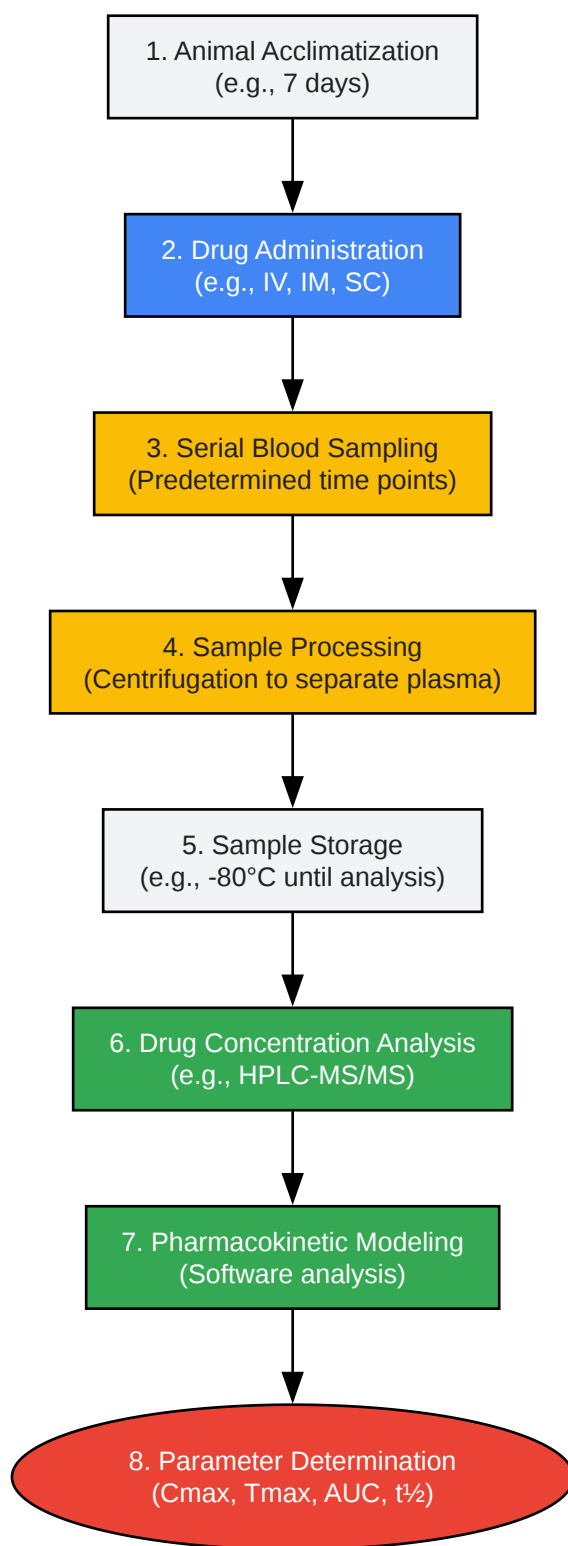 1. Animal Acclimatization
(e.g., 7 days)
2. Drug Administration
(e.g., IV, IM, SC)
3. Serial Blood Sampling
(Predetermined time points)
4. Sample Processing
(Centrifugation to separate plasma)
5. Sample Storage
(e.g., -80°C until analysis)
6. Drug Concentration Analysis
(e.g., HPLC-MS/MS)
7. Pharmacokinetic Modeling
(Software analysis)
8. Parameter Determination
(Cmax, Tmax, AUC, t½)